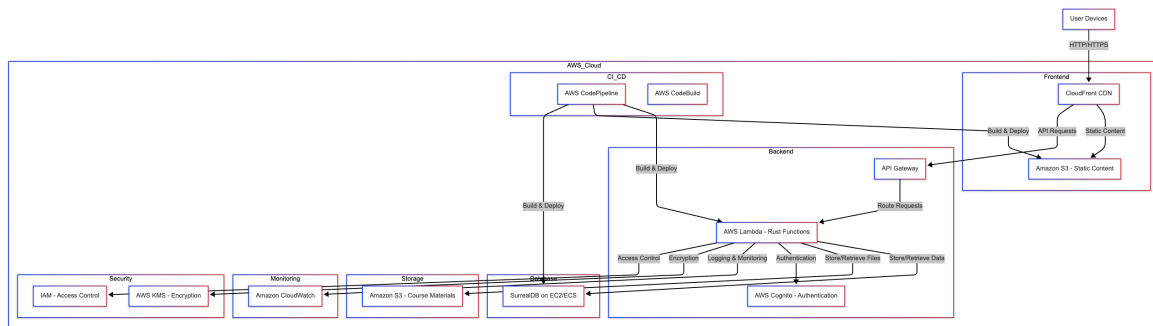 User Devices
HTTP/HTTPS
AWS_Cloud
CI_CD
AWS CodePipeline
AWS CodeBuild
Frontend
CloudFront CDN
Build & Deploy
API Requests
Static Content
Amazon S3 - Static Content
Backend
API Gateway
Build & Deploy
Build & Deploy
Route Requests
AWS Lambda - Rust Functions
Access Control
Encryption
Logging & Monitoring
Authentication
Store/Retrieve Files
Store/Retrieve Data
Security
IAM - Access Control
AWS KMS - Encryption
Monitoring
Amazon CloudWatch
Storage
Amazon S3 - Course Materials
Database
SurrealDB on EC2/ECS
AWS Cognito - Authentication